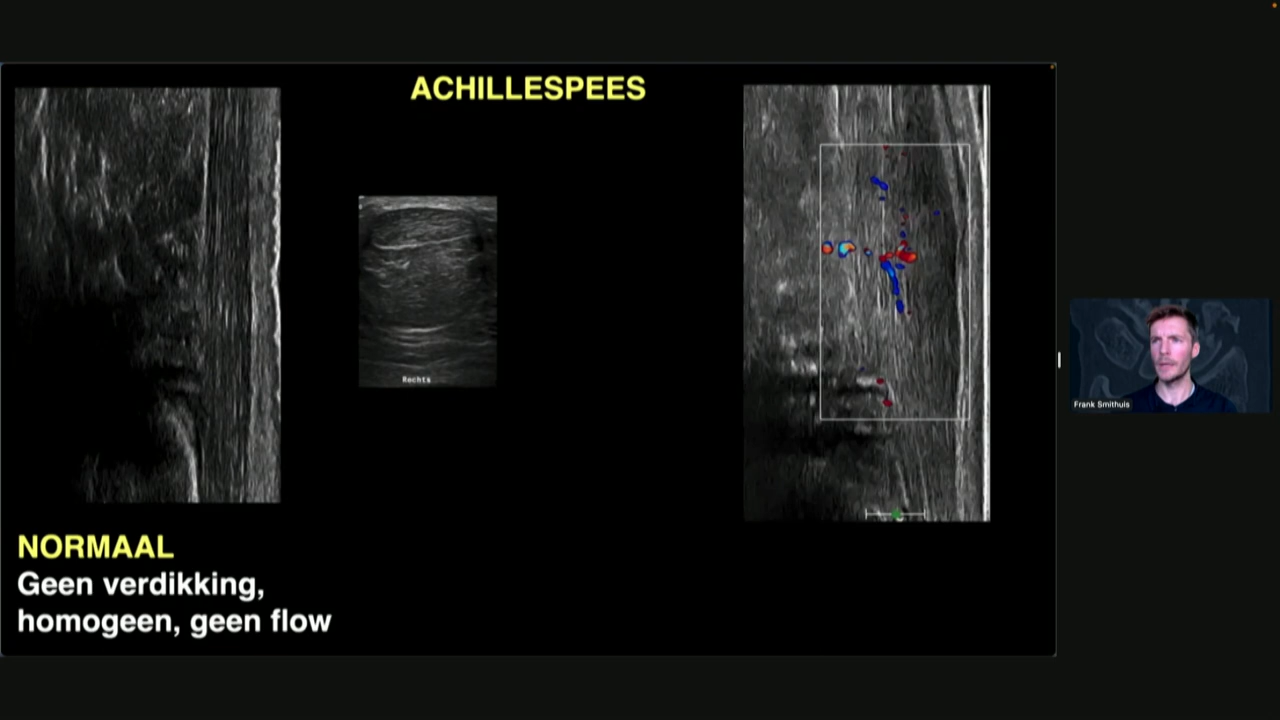 ACHILLESPEES
Rechts
NORMAAL
Geen verdikking,
homogeen, geen flow
Frank Smithuis